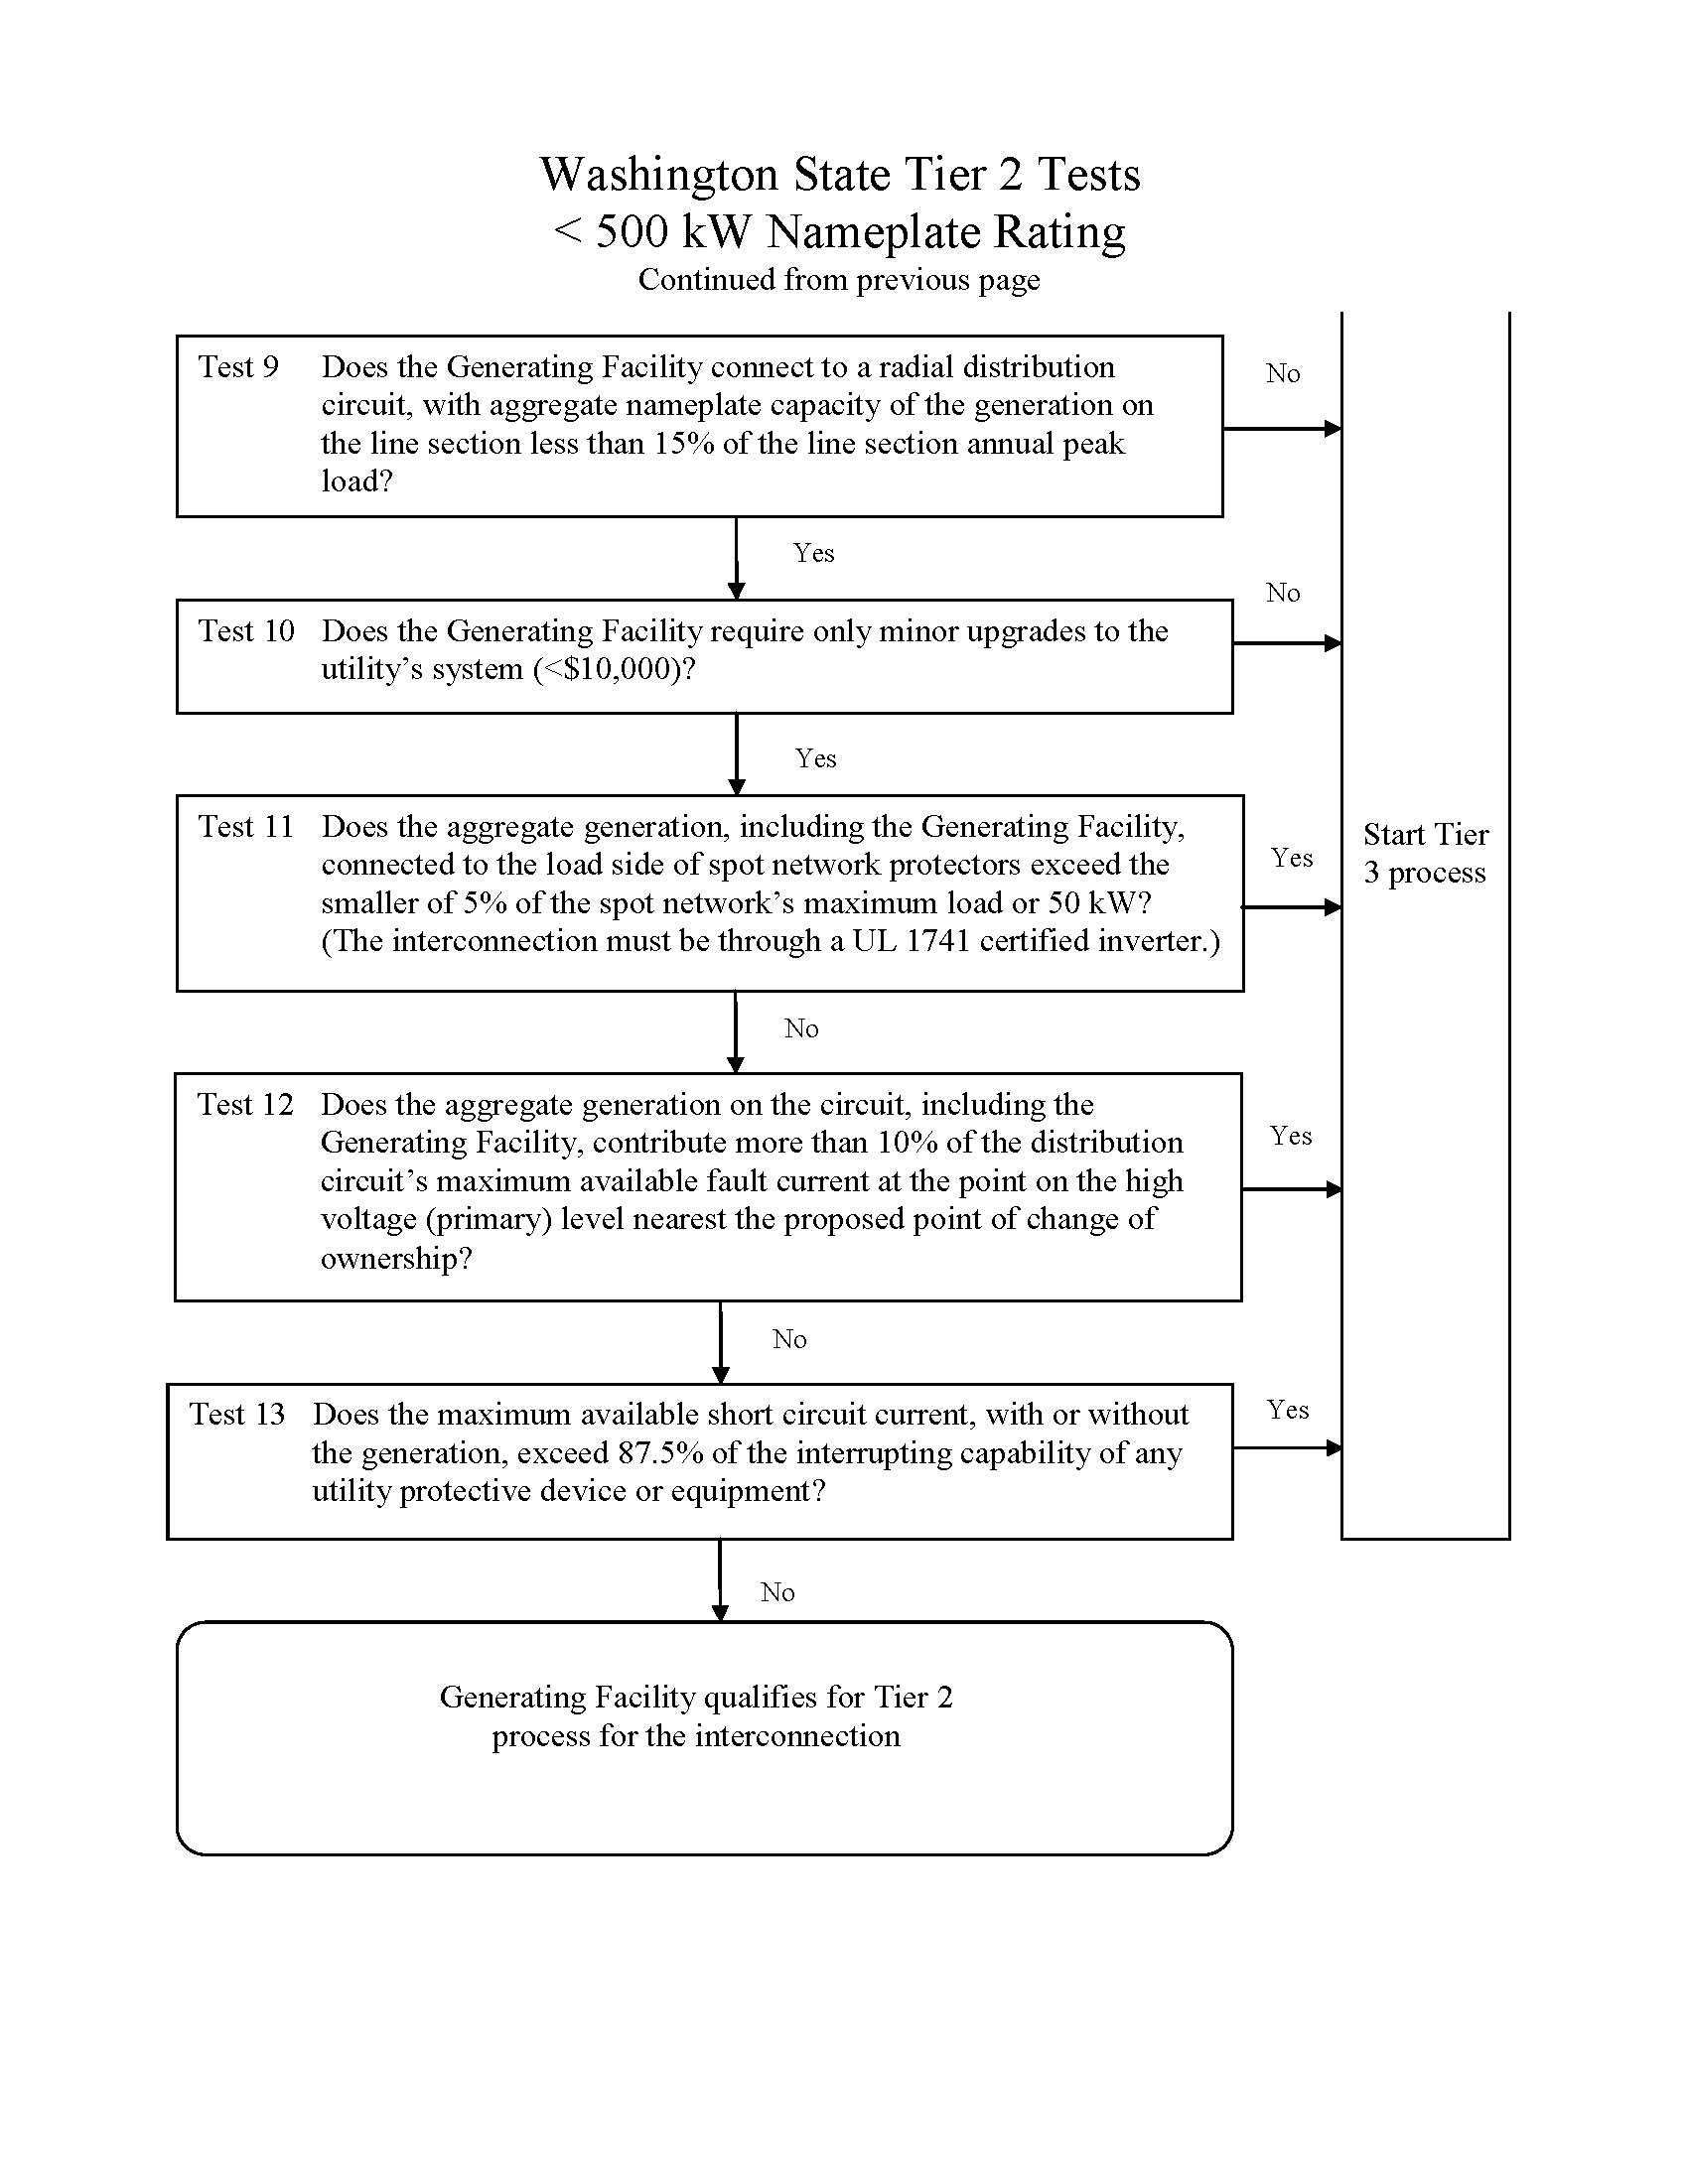 Washington State Tier 2 Tests
< 500 kW Nameplate Rating
Continued from previous page
Test 9 Does the Generating Facility connect to a radial distribution
circuit, with aggregate nameplate capacity of the generation on
the line section less than 15% of the line section annual peak
load?
No
Yes
Test 10 Does the Generating Facility require only minor upgrades to the
utility’s system (<$10,000)?
No
Yes
Test 11 Does the aggregate generation, including the Generating Facility,
connected to the load side of spot network protectors exceed the
smaller of 5% of the spot network’s maximum load or 50 kW?
(The interconnection must be through a UL 1741 certified inverter.)
Yes
Start Tier
3 process
No
Test 12 Does the aggregate generation on the circuit, including the
Generating Facility, contribute more than 10% of the distribution
circuit’s maximum available fault current at the point on the high
voltage (primary) level nearest the proposed point of change of
ownership?
Yes
No
Test 13 Does the maximum available short circuit current, with or without
the generation, exceed 87.5% of the interrupting capability of any
utility protective device or equipment?
Yes
No
Generating Facility qualifies for Tier 2
process for the interconnection